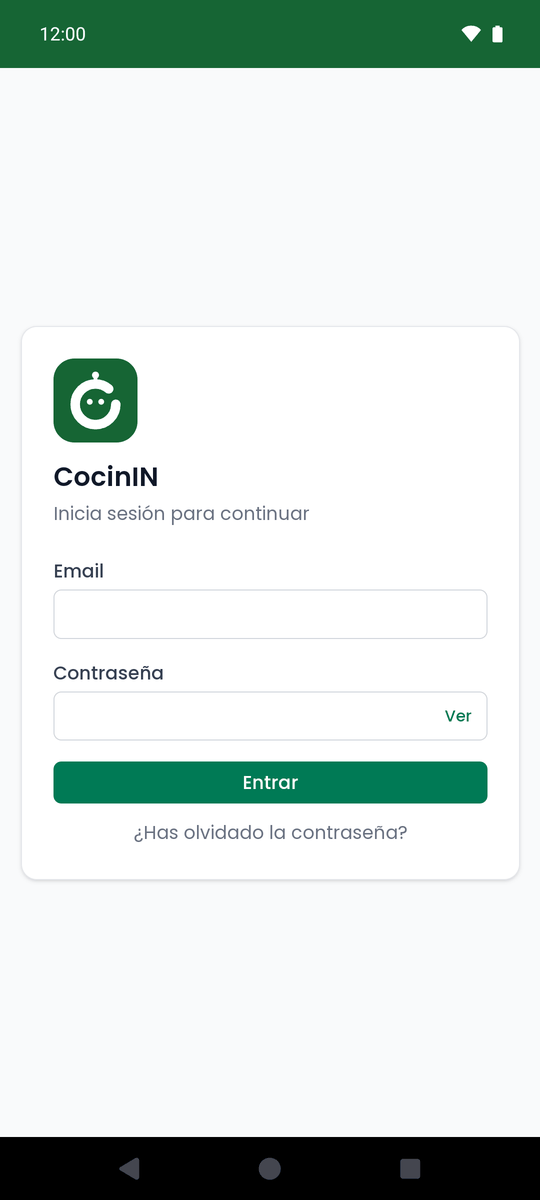 12:00
CocinIN
Inicia sesión para continuar
Email
Contraseña
Ver
Entrar
¿Has olvidado la contraseña?